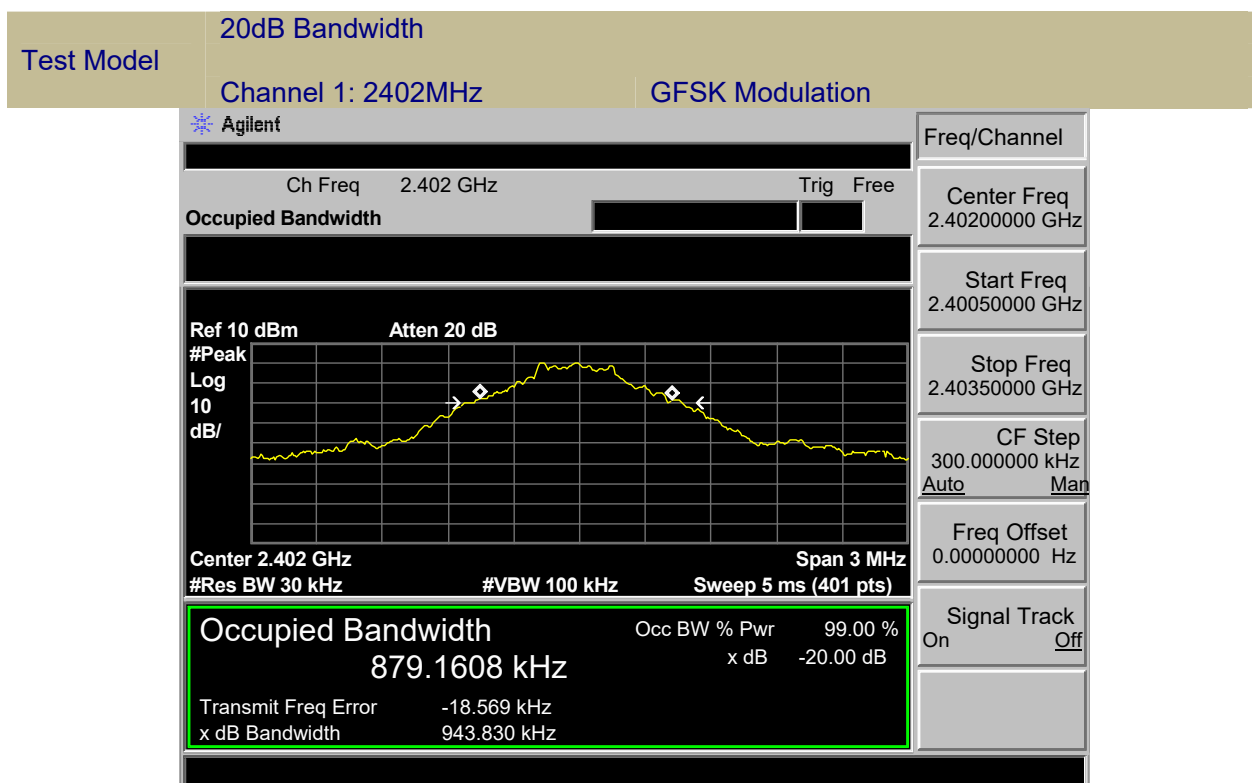 20dB Bandwidth
Test Model
Channel 1: 2402MHz GFSK Modulation
Agilent
Freq/Channel
Ch Freq 2.402 GHz Trig Free
Occupied Bandwidth
Center Freq
2.40200000 GHz
Start Freq
2.40050000 GHz
Stop Freq
2.40350000 GHz
CF Step
300.000000 kHz
Auto Man
Freq Offset
0.00000000 Hz
Signal Track
On Off
Ref 10 dBm Atten 20 dB
#Peak
Log
10
dB/
Center 2.402 GHz Span 3 MHz
#Res BW 30 kHz #VBW 100 kHz Sweep 5 ms (401 pts)
Occupied Bandwidth Occ BW % Pwr 99.00 %
879.1608 kHz x dB -20.00 dB
Transmit Freq Error -18.569 kHz
x dB Bandwidth 943.830 kHz